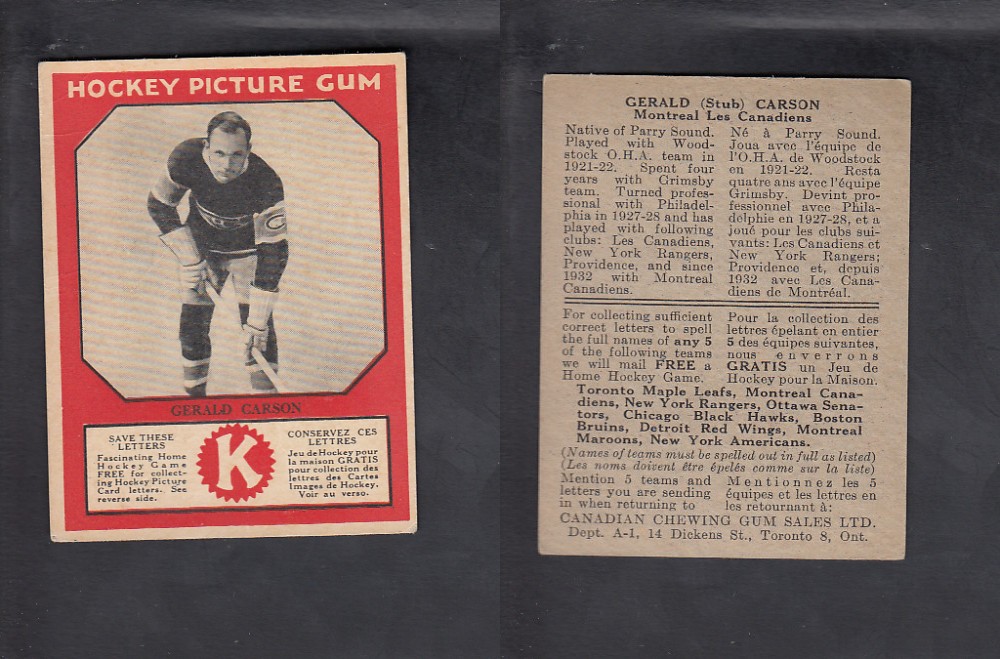 HOCKEY PICTURE GUM
GERALD CARSON
SAVE THESE
LETTERS
Fascinating Home
Hockey Game
FREE for collect-
ing Hockey Picture
Card letters. See
reverse side.
K
CONSERVEZ CES
LETTRES
Jeu de Hockey pour
la maison GRATIS
pour collection des
lettres des Cartes
Images de Hockey.
Voir au verso.
GERALD (Stub) CARSON
Montreal Les Canadiens
Native of Parry Sound.
Played with Wood-
stock O.H.A. team in
1921-22. Spent four
years with Grimsby
team. Turned profes-
sional with Philadel-
phia in 1927-28 and has
played with following
clubs: Les Canadiens,
New York Rangers,
Providence, and since
1932 with Montreal
Canadiens.
Né à Parry Sound.
Joua avec l'équipe de
l'O.H.A. de Woodstock
en 1921-22. Resta
quatre ans avec l'équipe
Grimsby. Devint pro-
fessionnel avec Phila-
delphie en 1927-28, et a
joué pour les clubs sui-
vants: Les Canadiens et
New York Rangers;
Providence et, depuis
1932 avec Les Cana-
diens de Montréal.
For collecting sufficient
correct letters to spell
the full names of any 5
of the following teams
we will mail FREE a
Home Hockey Game.
Pour la collection des
lettres épelant en entier
5 des équipes suivantes,
nous enverrons
GRATIS un Jeu de
Hockey pour la Maison.
Toronto Maple Leafs, Montreal Cana-
diens, New York Rangers, Ottawa Sena-
tors, Chicago Black Hawks, Boston
Bruins, Detroit Red Wings, Montreal
Maroons, New York Americans.
(Names of teams must be spelled out in full as listed)
(Les noms doivent être épelés comme sur la liste)
Mention 5 teams and
letters you are sending
in when returning to
Mentionnez les 5
équipes et les lettres en
les retournant à:
CANADIAN CHEWING GUM SALES LTD.
Dept. A-1, 14 Dickens St., Toronto 8, Ont.